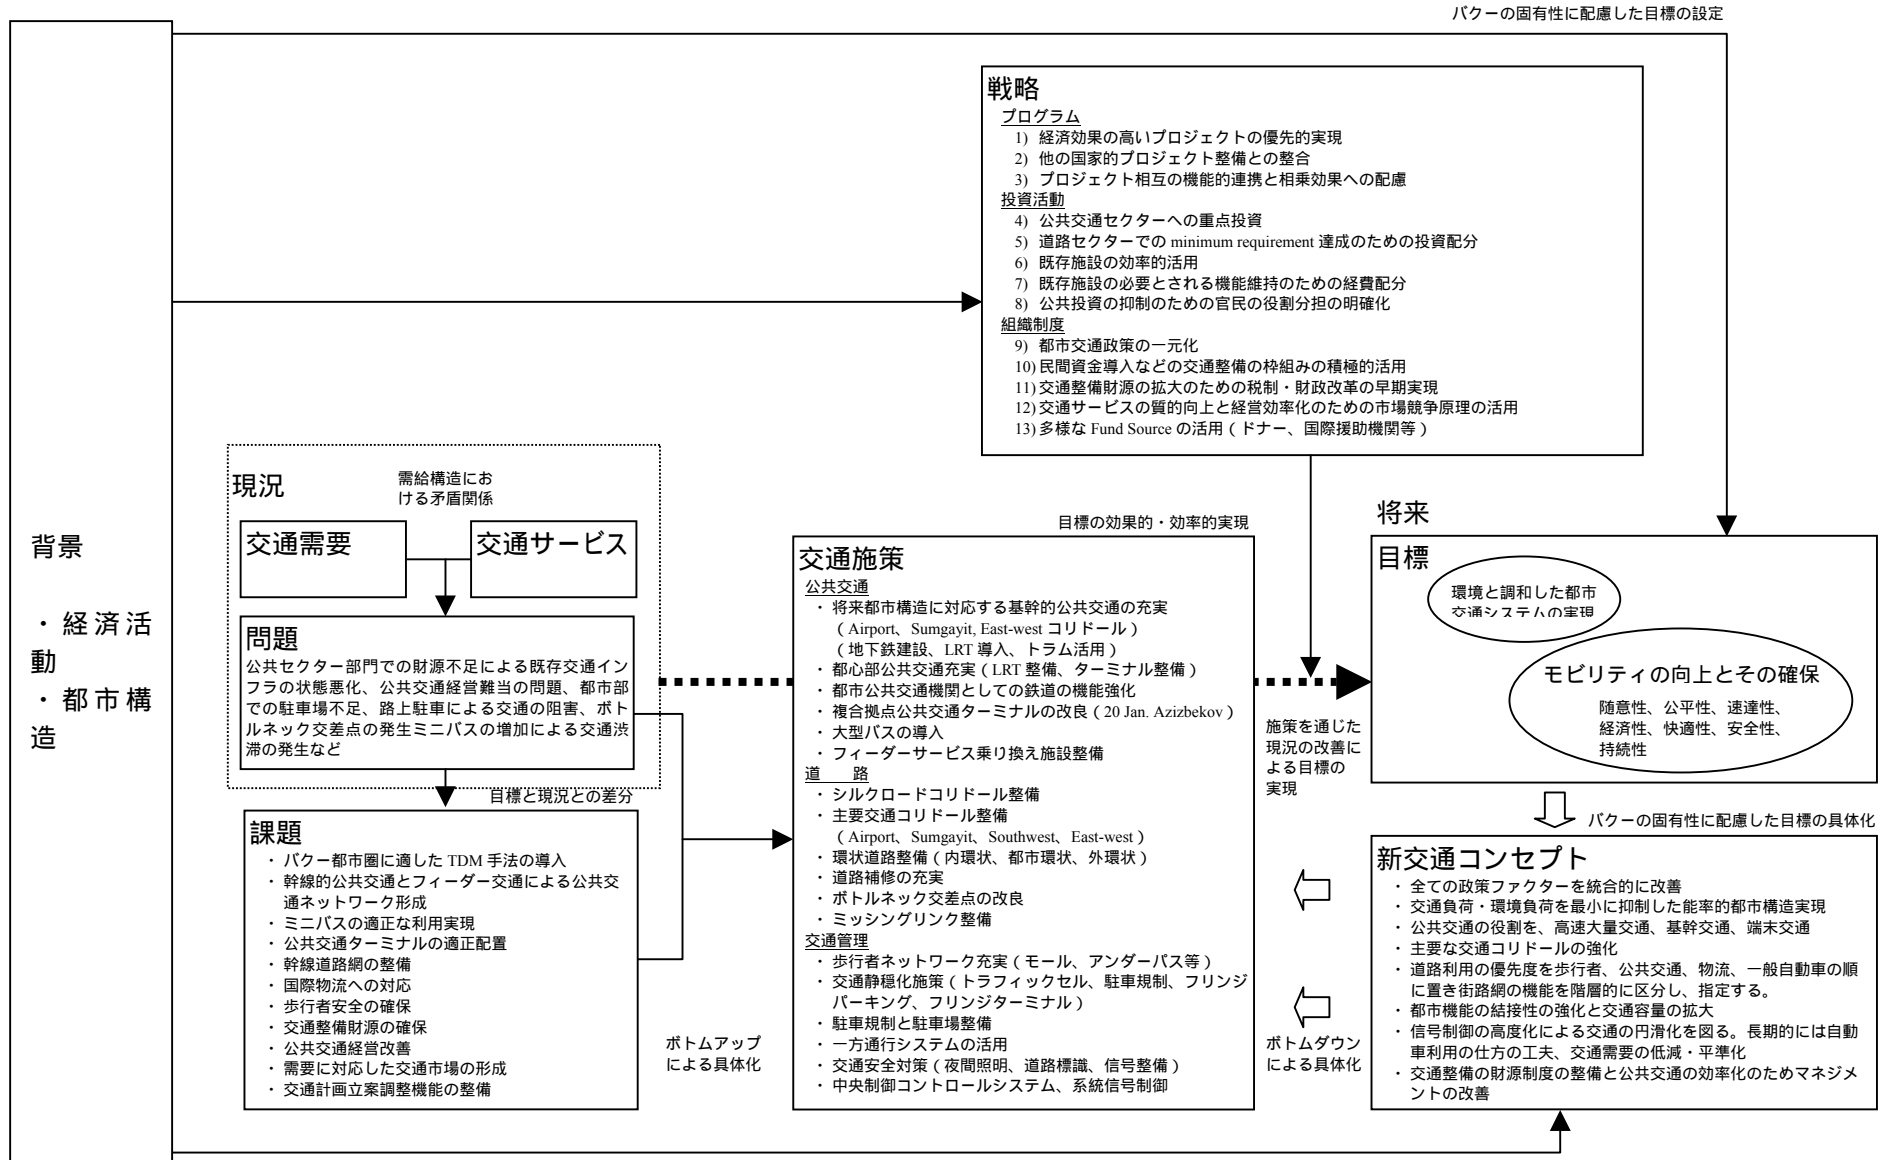 バクーの固有性に配慮した目標の設定
背景
・経済活
動
・都市構
造
戦略
プログラム
1) 経済効果の高いプロジェクトの優先的実現
2) 他の国家的プロジェクト整備との整合
3) プロジェクト相互の機能的連携と相乗効果への配慮
投資活動
4) 公共交通セクターへの重点投資
5) 道路セクターでの minimum requirement 達成のための投資配分
6) 既存施設の効率的活用
7) 既存施設の必要とされる機能維持のための経費配分
8) 公共投資の抑制のための官民の役割分担の明確化
組織制度
9) 都市交通政策の一元化
10) 民間資金導入などの交通整備の枠組みの積極的活用
11) 交通整備財源の拡大のための税制・財政改革の早期実現
12) 交通サービスの質的向上と経営効率化のための市場競争原理の活用
13) 多様な Fund Source の活用（ドナー、国際援助機関等）
現況
需給構造にお
ける矛盾関係
交通需要
交通サービス
問題
公共セクター部門での財源不足による既存交通イン
フラの状態悪化、公共交通経営難当の問題、都市部
での駐車場不足、路上駐車による交通の阻害、ボト
ルネック交差点の発生ミニバスの増加による交通渋
滞の発生など
目標と現況との差分
課題
・ バクー都市圏に適した TDM 手法の導入
・ 幹線的公共交通とフィーダー交通による公共交
通ネットワーク形成
・ ミニバスの適正な利用実現
・ 公共交通ターミナルの適正配置
・ 幹線道路網の整備
・ 国際物流への対応
・ 歩行者安全の確保
・ 交通整備財源の確保
・ 公共交通経営改善
・ 需要に対応した交通市場の形成
・ 交通計画立案調整機能の整備
ボトムアップ
による具体化
目標の効果的・効率的実現
交通施策
公共交通
・ 将来都市構造に対応する基幹的公共交通の充実
（Airport、Sumgayit, East-west コリドール）
（地下鉄建設、LRT 導入、トラム活用）
・ 都心部公共交通充実（LRT 整備、ターミナル整備）
・ 都市公共交通機関としての鉄道の機能強化
・ 複合拠点公共交通ターミナルの改良（20 Jan. Azizbekov）
・ 大型バスの導入
・ フィーダーサービス乗り換え施設整備
道　　路
・ シルクロードコリドール整備
・ 主要交通コリドール整備
（Airport、Sumgayit、Southwest、East-west）
・ 環状道路整備（内環状、都市環状、外環状）
・ 道路補修の充実
・ ボトルネック交差点の改良
・ ミッシングリンク整備
交通管理
・ 歩行者ネットワーク充実（モール、アンダーパス等）
・ 交通静穏化施策（トラフィックセル、駐車規制、フリンジ
パーキング、フリンジターミナル）
・ 駐車規制と駐車場整備
・ 一方通行システムの活用
・ 交通安全対策（夜間照明、道路標識、信号整備）
・ 中央制御コントロールシステム、系統信号制御
施策を通じた
現況の改善に
よる目標の
実現
ボトムダウン
による具体化
将来
目標
環境と調和した都市
交通システムの実現
モビリティの向上とその確保
随意性、公平性、速達性、
経済性、快適性、安全性、
持続性
バクーの固有性に配慮した目標の具体化
新交通コンセプト
・ 全ての政策ファクターを統合的に改善
・ 交通負荷・環境負荷を最小に抑制した能率的都市構造実現
・ 公共交通の役割を、高速大量交通、基幹交通、端末交通
・ 主要な交通コリドールの強化
・ 道路利用の優先度を歩行者、公共交通、物流、一般自動車の順
に置き街路網の機能を階層的に区分し、指定する。
・ 都市機能の結接性の強化と交通容量の拡大
・ 信号制御の高度化による交通の円滑化を図る。長期的には自動
車利用の仕方の工夫、交通需要の低減・平準化
・ 交通整備の財源制度の整備と公共交通の効率化のためマネジメ
ントの改善